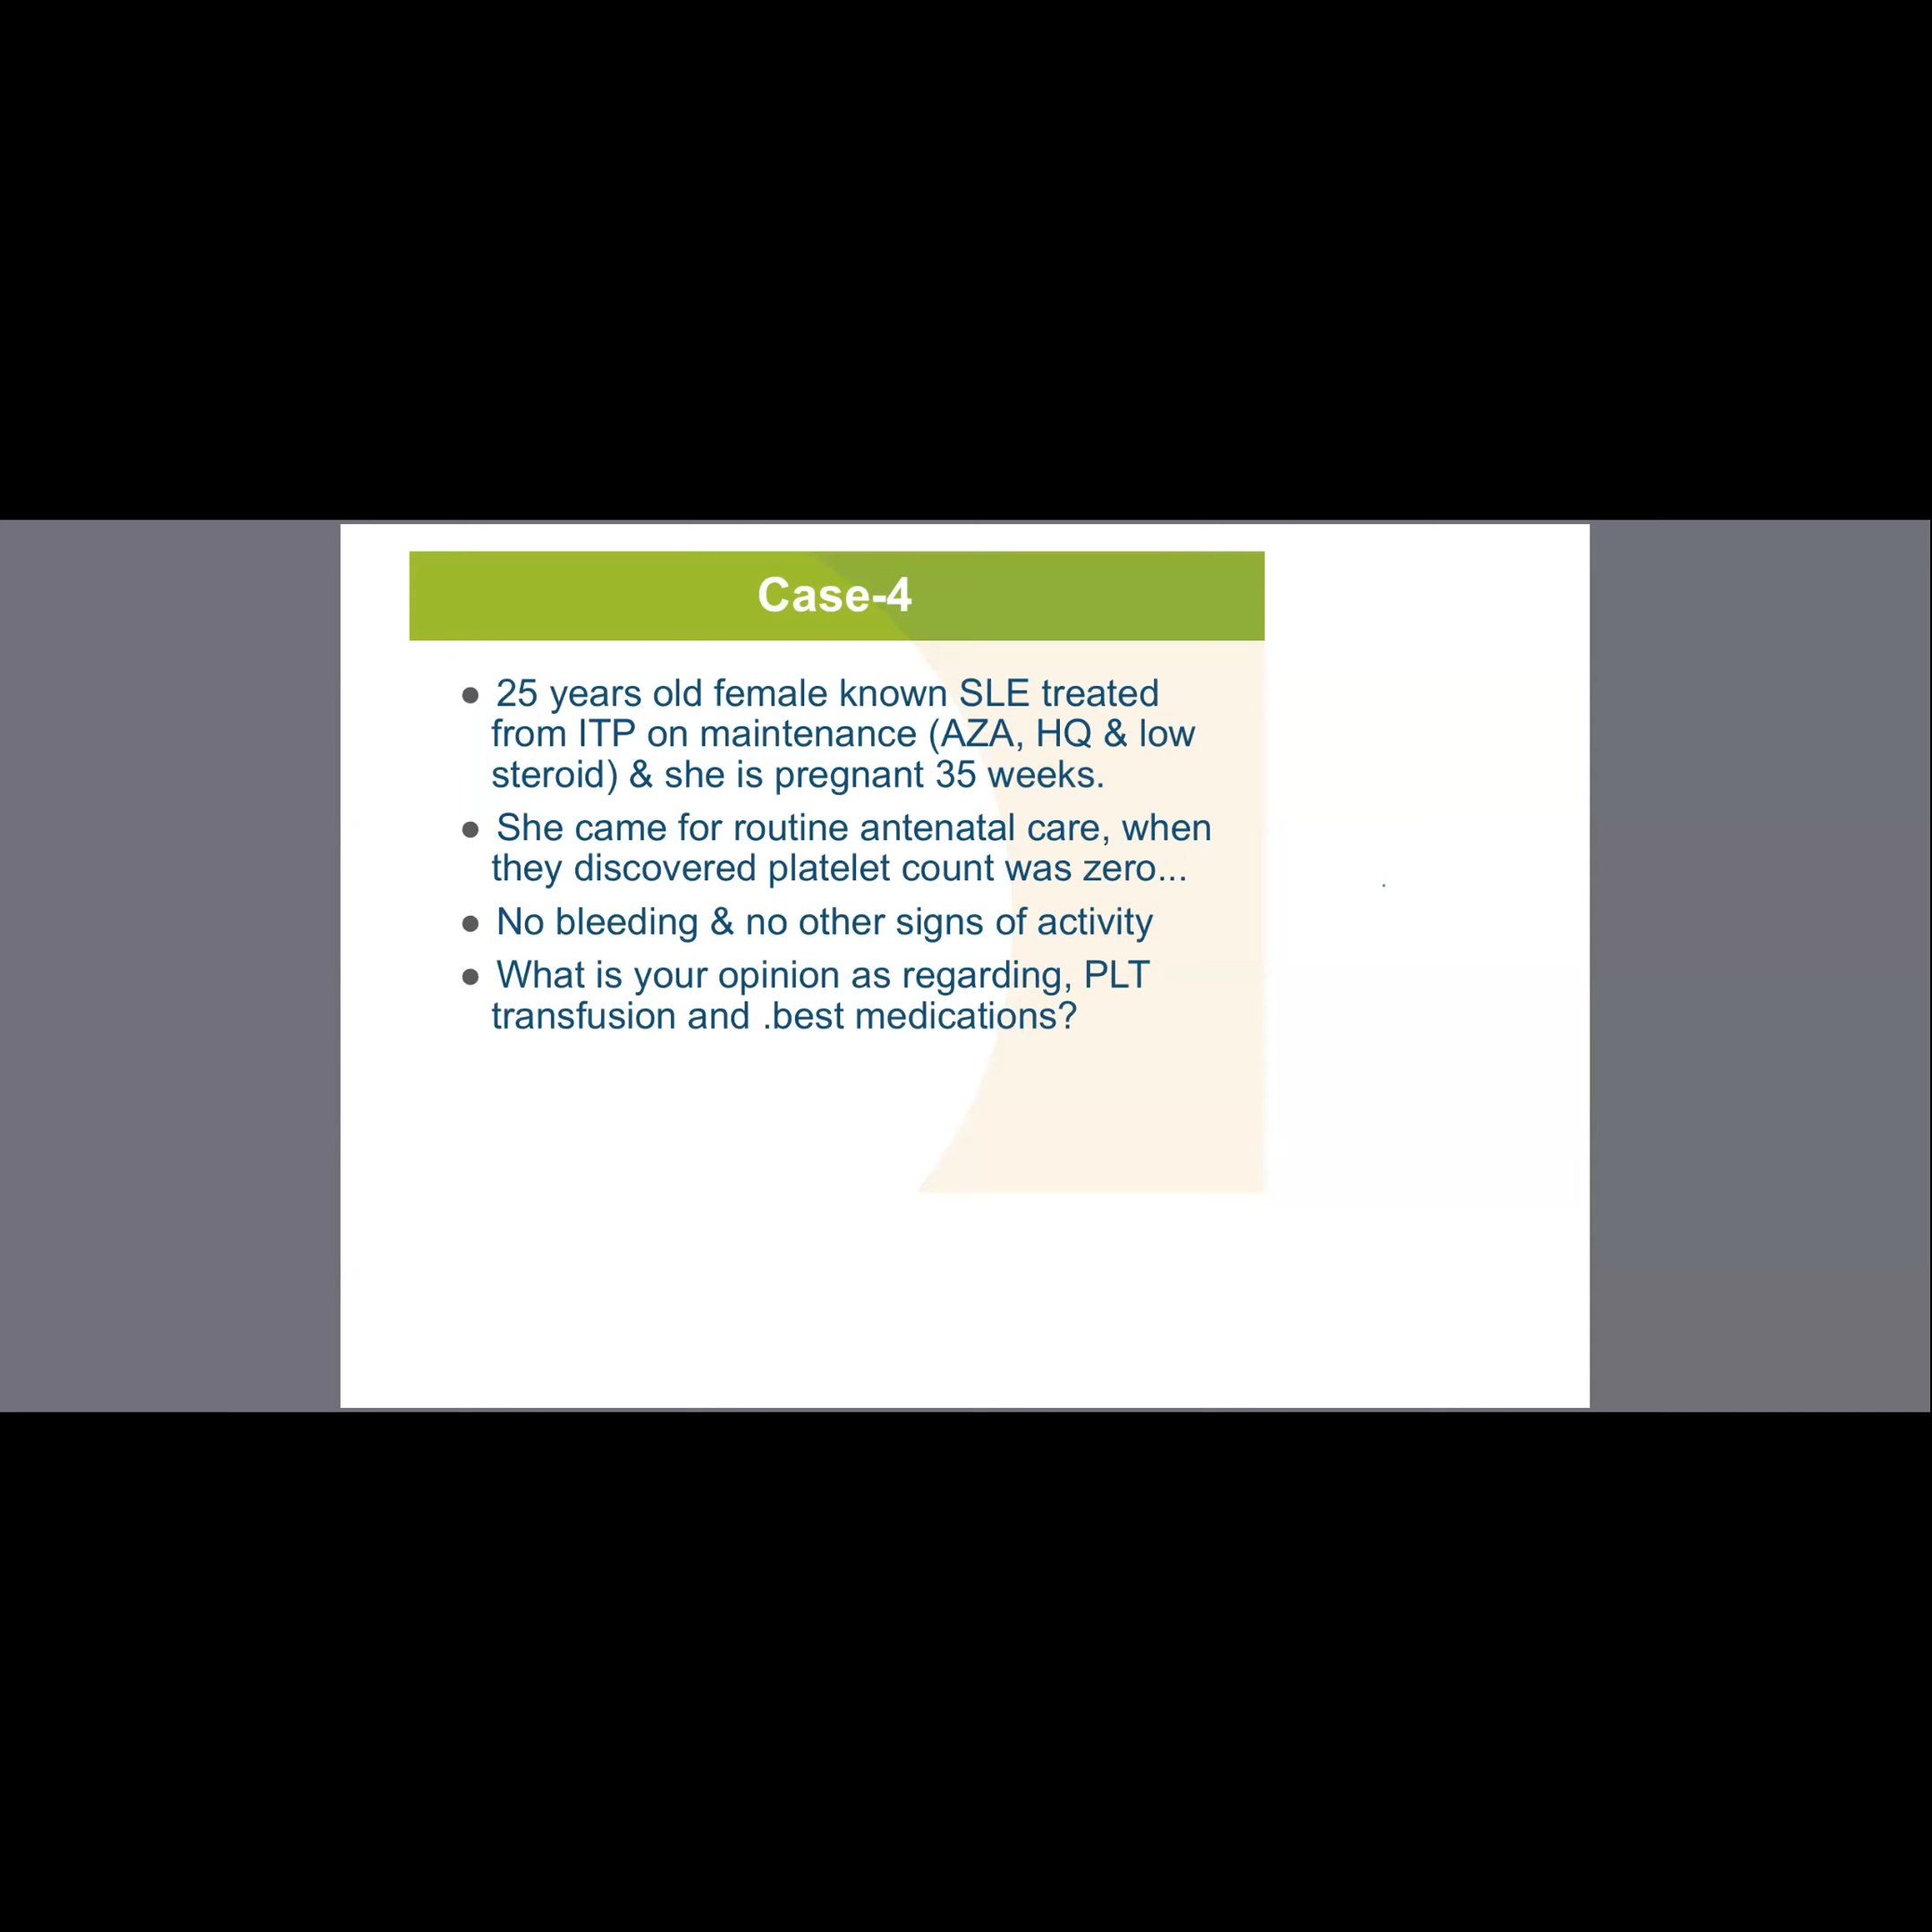 Case-4
● 25 years old female known SLE treated
from ITP on maintenance (AZA, HQ & low
steroid) & she is pregnant 35 weeks.
● She came for routine antenatal care, when
they discovered platelet count was zero...
● No bleeding & no other signs of activity
● What is your opinion as regarding, PLT
transfusion and .best medications?